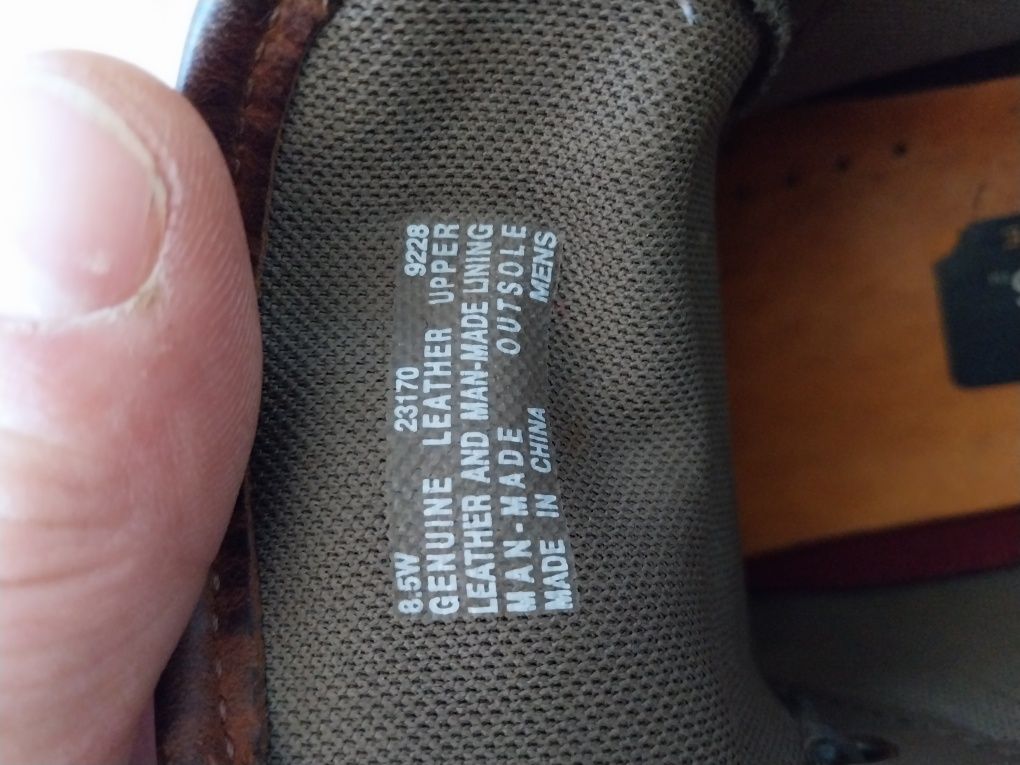 8.5W 23170 9228
GENUINE LEATHER UPPER
LEATHER AND MAN-MADE LINING
MAN-MADE OUTSOLE
MADE IN CHINA MENS